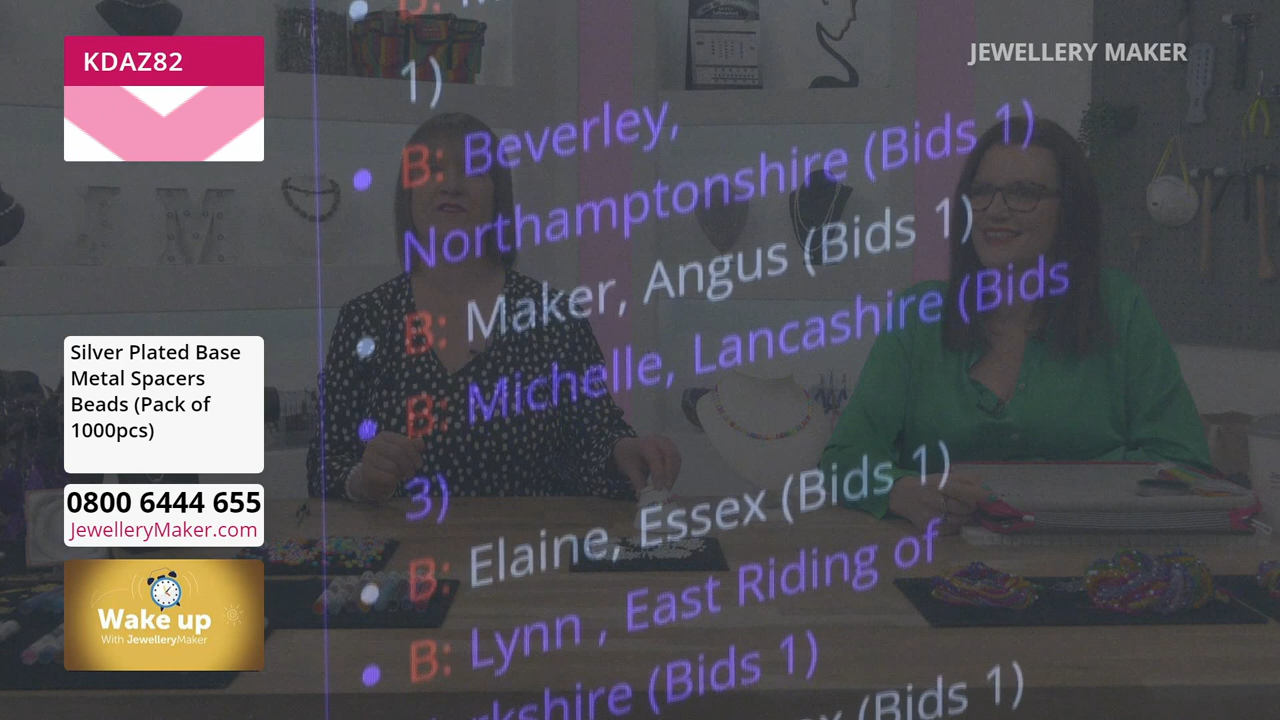 KDAZ82
JEWELLERY MAKER
B:
1)
B: Beverley,
Northamptonshire (Bids 1)
B: Maker, Angus (Bids 1)
B: Michelle, Lancashire (Bids
3)
B: Elaine, Essex (Bids 1)
B: Lynn , East Riding of
rkshire (Bids 1)
(Bids 1)
JM
Silver Plated Base
Metal Spacers
Beads (Pack of
1000pcs)
0800 6444 655
JewelleryMaker.com
Wake up
With JewelleryMaker